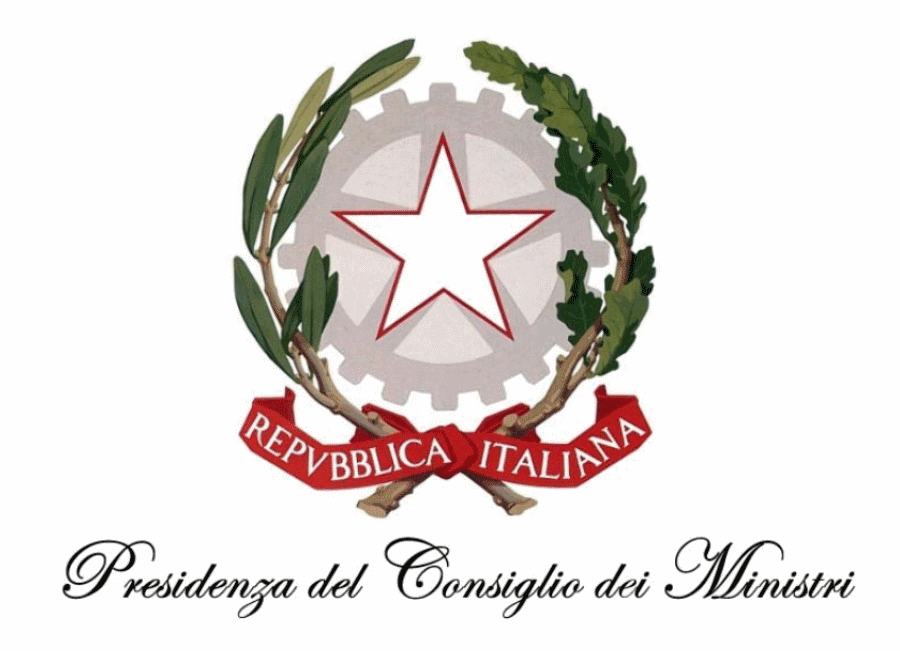 REPVBBLICA ITALIANA
Presidenza del Consiglio dei Ministri